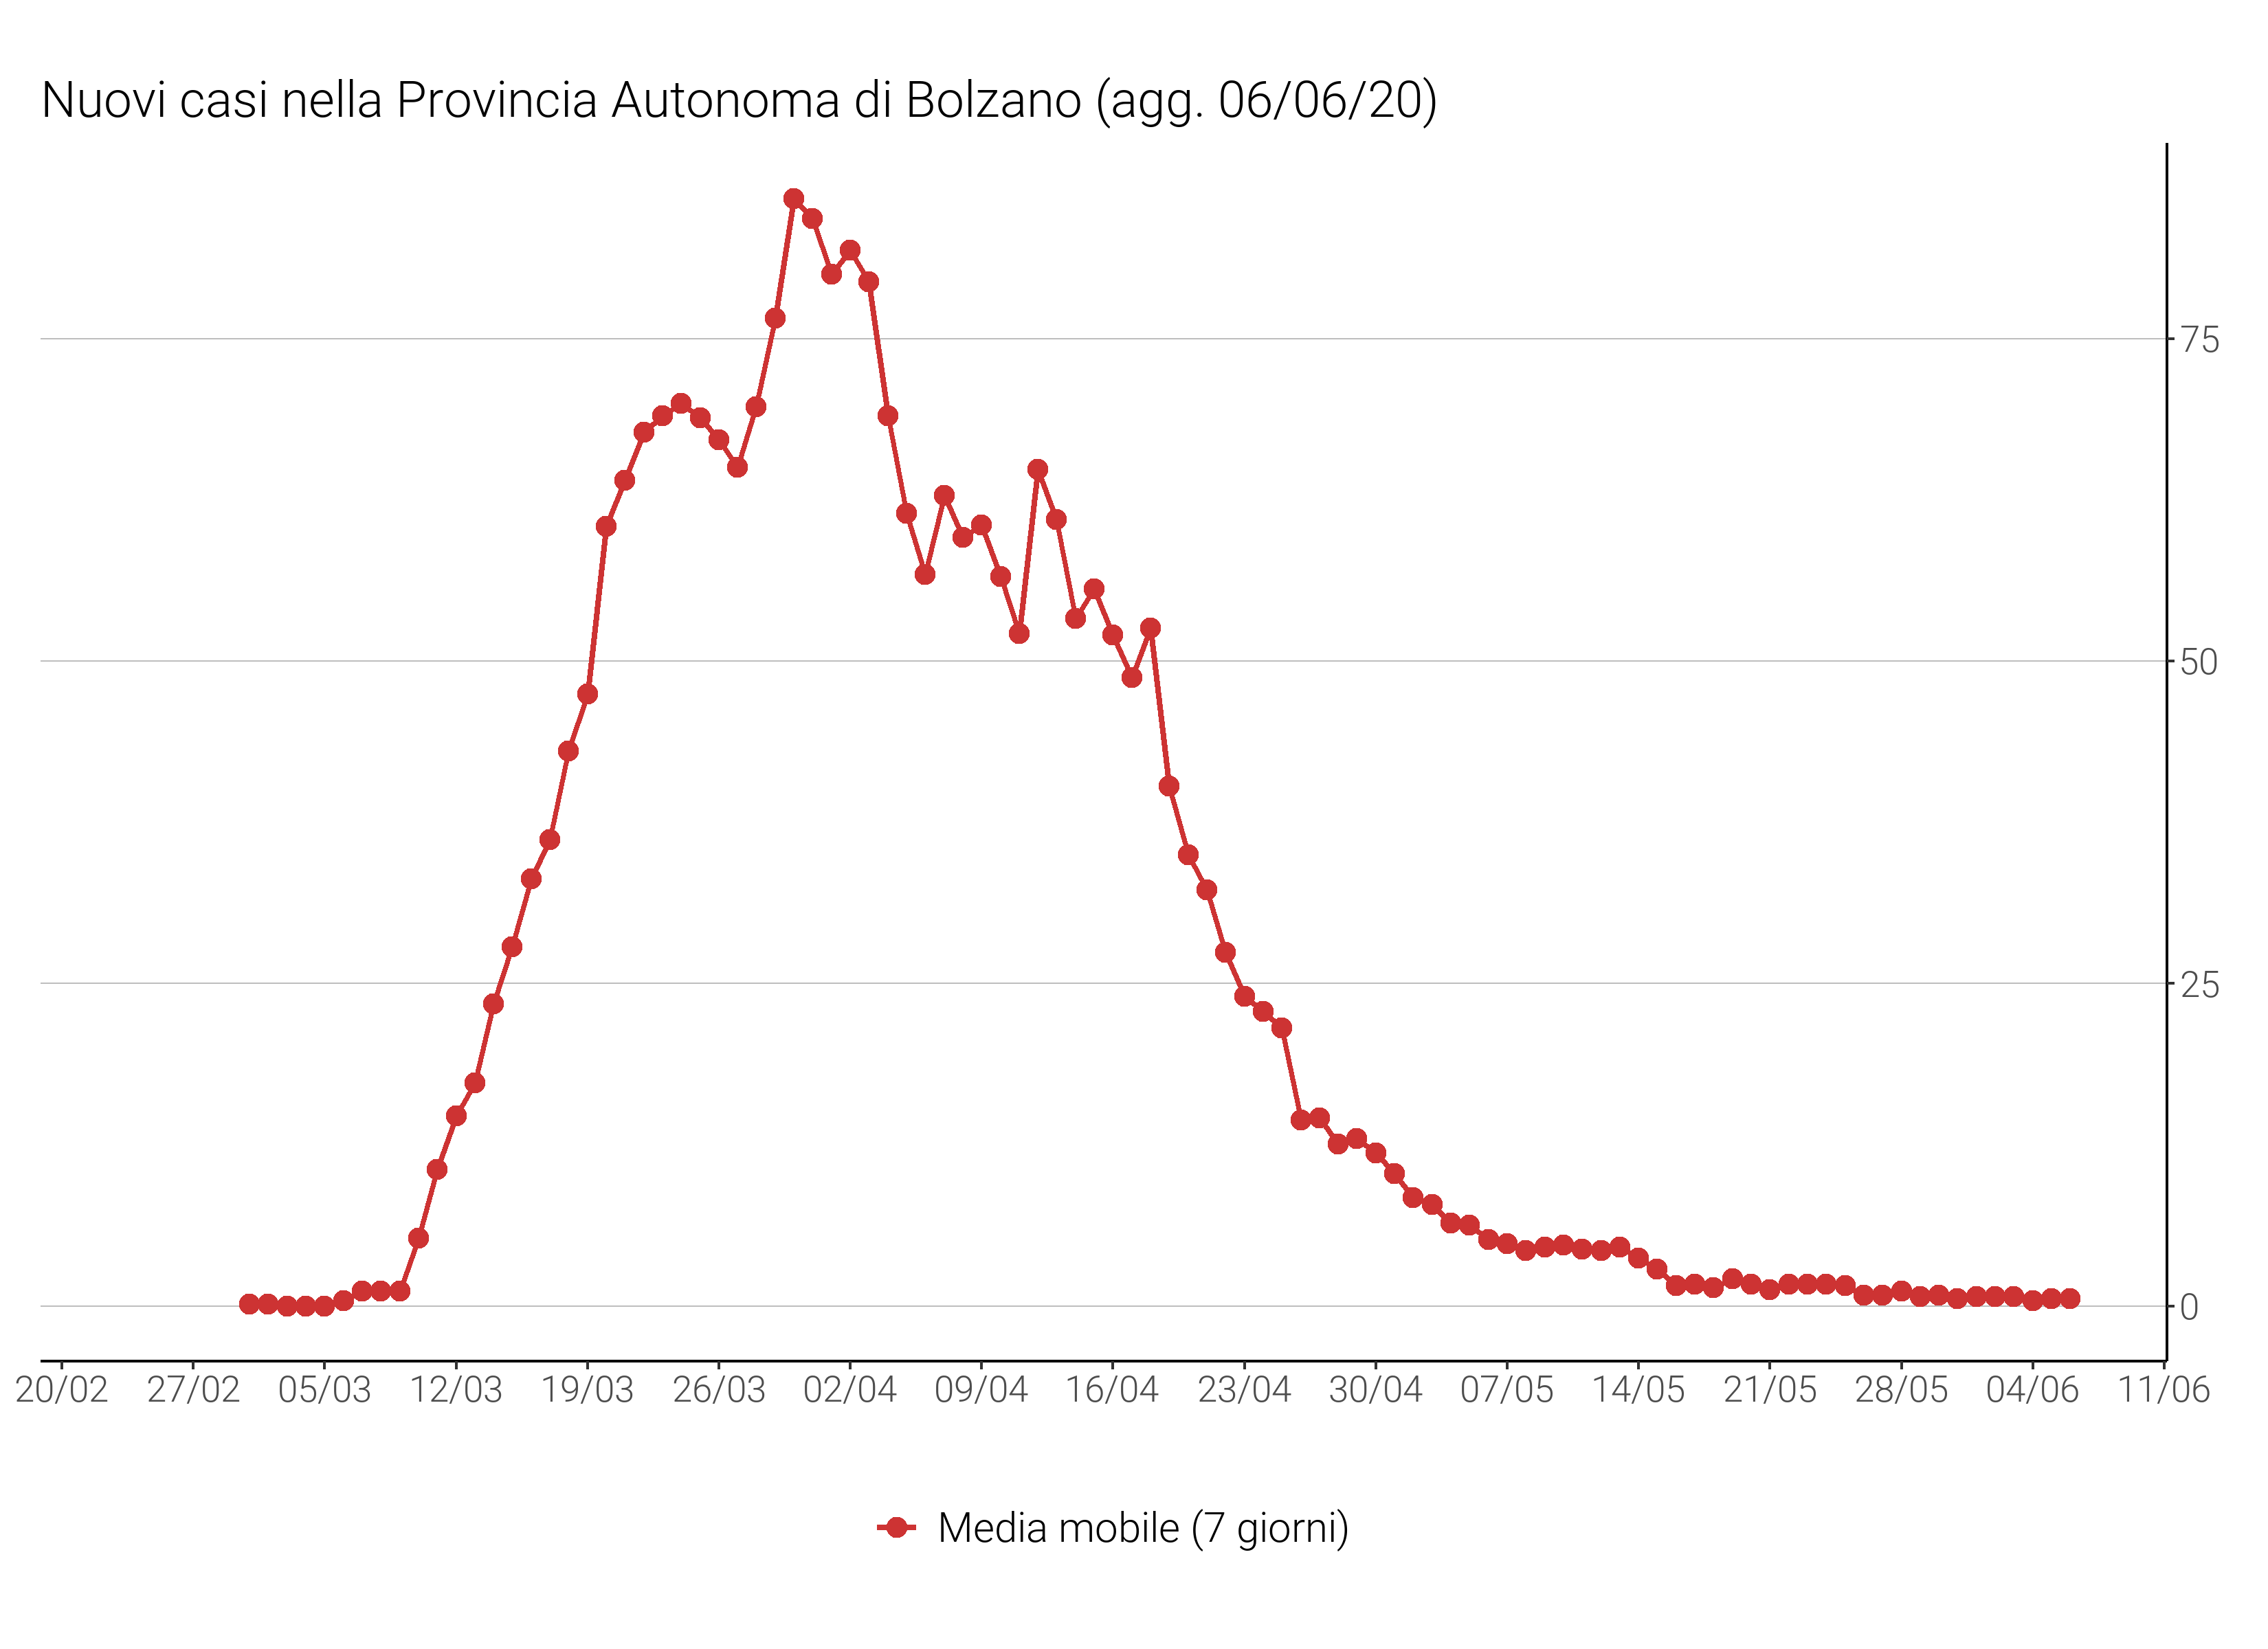 Nuovi casi nella Provincia Autonoma di Bolzano (agg. 06/06/20)
75
50
25
0
20/02 27/02 05/03 12/03 19/03 26/03 02/04 09/04 16/04 23/04 30/04 07/05 14/05 21/05 28/05 04/06 11/06
Media mobile (7 giorni)